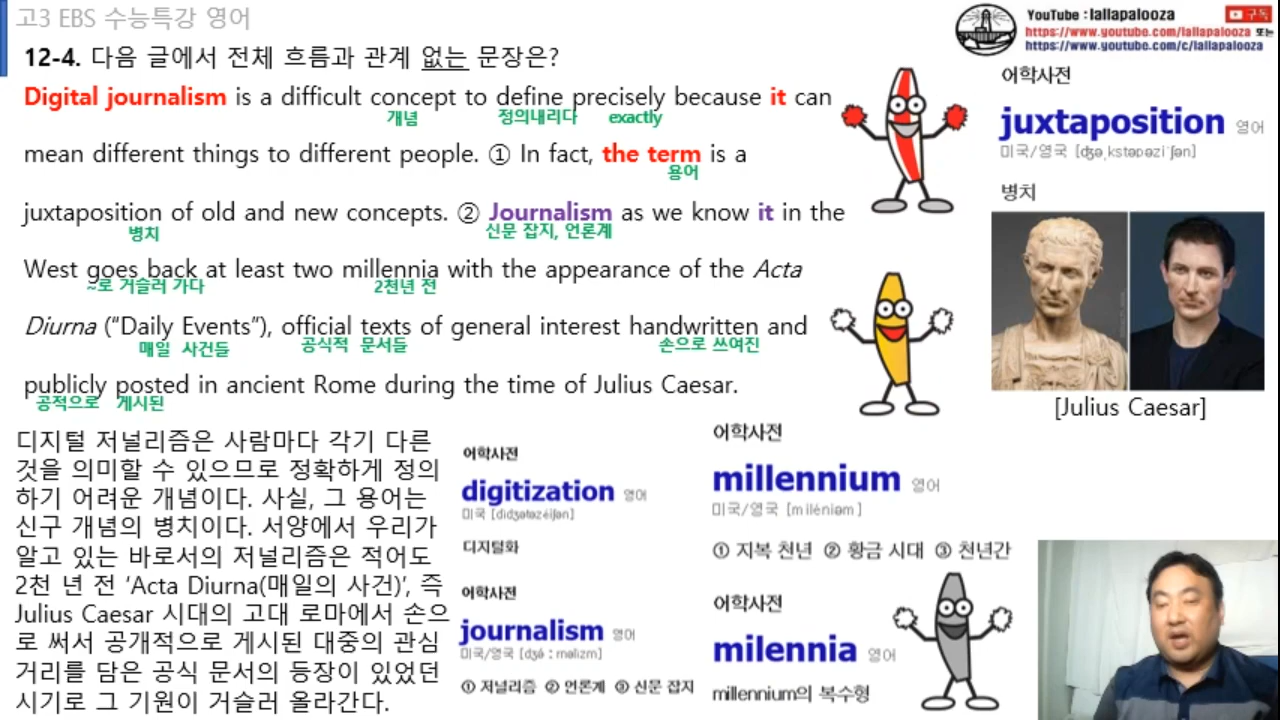 고3 EBS 수능특강 영어
YouTube : lallapalooza
구독
https://www.youtube.com/lallapalooza 또는
https://www.youtube.com/c/lallapalooza
12-4. 다음 글에서 전체 흐름과 관계 없는 문장은?
Digital journalism is a difficult concept to define precisely because it can
개념 정의내리다 exactly
mean different things to different people. ① In fact, the term is a
용어
juxtaposition of old and new concepts. ② Journalism as we know it in the
병치 신문 잡지, 언론계
West goes back at least two millennia with the appearance of the Acta
~로 거슬러 가다 2천년 전
Diurna (“Daily Events”), official texts of general interest handwritten and
매일 사건들 공식적 문서들 손으로 쓰여진
publicly posted in ancient Rome during the time of Julius Caesar.
공적으로 게시된
어학사전
juxtaposition 영어
미국/영국 [dʒə,kstəpəziˈʃən]
병치
[Julius Caesar]
디지털 저널리즘은 사람마다 각기 다른
것을 의미할 수 있으므로 정확하게 정의
하기 어려운 개념이다. 사실, 그 용어는
신구 개념의 병치이다. 서양에서 우리가
알고 있는 바로서의 저널리즘은 적어도
2천 년 전 ‘Acta Diurna(매일의 사건)’, 즉
Julius Caesar 시대의 고대 로마에서 손으
로 써서 공개적으로 게시된 대중의 관심
거리를 담은 공식 문서의 등장이 있었던
시기로 그 기원이 거슬러 올라간다.
어학사전
digitization 영어
미국 [didʒətəzéiʃən]
디지털화
어학사전
journalism 영어
미국/영국 [dʒə́ːrnəlìzm]
① 저널리즘 ② 언론계 ③ 신문 잡지
어학사전
millennium 영어
미국/영국 [miléniəm]
① 지복 천년 ② 황금 시대 ③ 천년간
어학사전
milennia 영어
millennium의 복수형